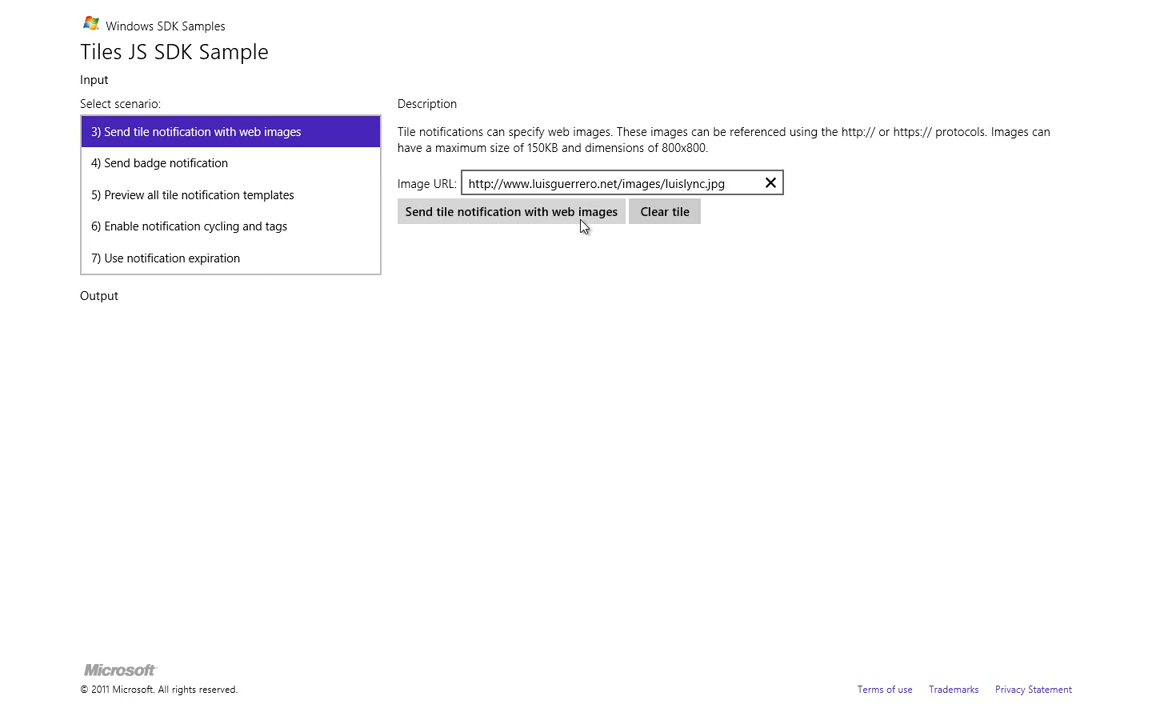 Windows SDK Samples
Tiles JS SDK Sample
Input
Select scenario:
3) Send tile notification with web images
4) Send badge notification
5) Preview all tile notification templates
6) Enable notification cycling and tags
7) Use notification expiration
Description
Tile notifications can specify web images. These images can be referenced using the http:// or https:// protocols. Images can
have a maximum size of 150KB and dimensions of 800x800.
Image URL: http://www.luisguerrero.net/images/luislync.jpg
Send tile notification with web images Clear tile
Output
Microsoft
© 2011 Microsoft. All rights reserved.
Terms of use Trademarks Privacy Statement